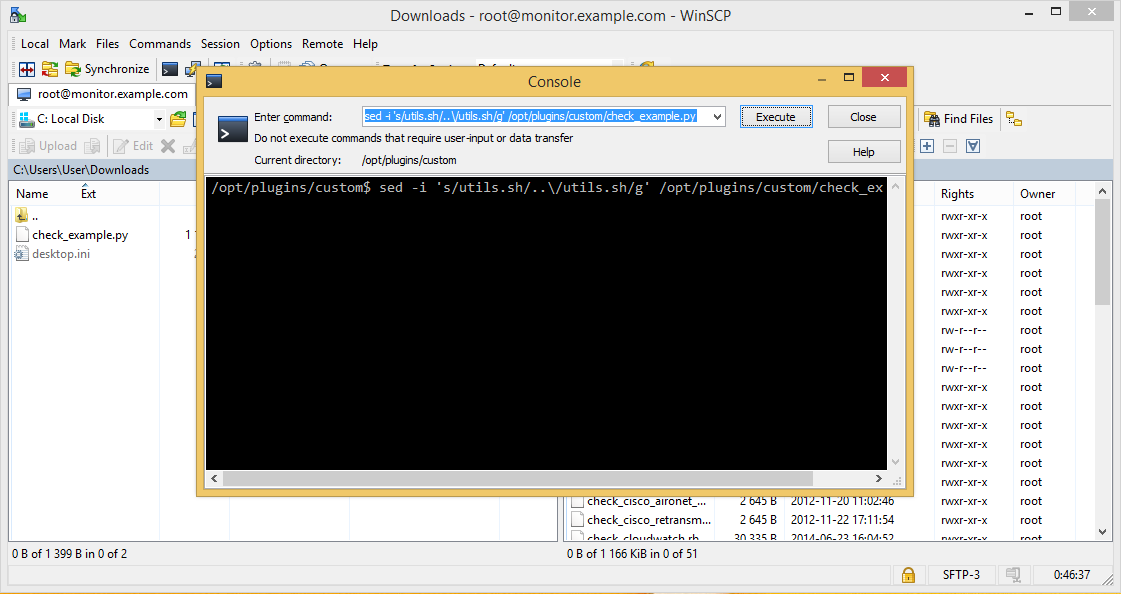 Downloads - root@monitor.example.com - WinSCP
Local Mark Files Commands Session Options Remote Help
Synchronize
root@monitor.example.com
C: Local Disk
Find Files
Upload Edit
C:\Users\User\Downloads
Name Ext
..
check_example.py
desktop.ini
Console
Enter command: sed -i 's/utils.sh/..\/utils.sh/g' /opt/plugins/custom/check_example.py Execute Close
Do not execute commands that require user-input or data transfer
Current directory: /opt/plugins/custom Help
/opt/plugins/custom$ sed -i 's/utils.sh/..\/utils.sh/g' /opt/plugins/custom/check_ex
Rights Owner
rwxr-xr-x root
rwxr-xr-x root
rwxr-xr-x root
rwxr-xr-x root
rwxr-xr-x root
rwxr-xr-x root
rw-r--r-- root
rw-r--r-- root
rw-r--r-- root
rwxr-xr-x root
rwxr-xr-x root
rwxr-xr-x root
rwxr-xr-x root
rwxr-xr-x root
rwxr-xr-x root
check_cisco_aironet_... 2 645 B 2012-11-20 11:02:46 rwxr-xr-x root
check_cisco_retransm... 2 645 B 2012-11-22 17:11:54 rwxr-xr-x root
check_cloudwatch.rb 30 335 B 2014-06-23 16:04:52 rwxr-xr-x root
0 B of 1 399 B in 0 of 2
0 B of 1 166 KiB in 0 of 51
SFTP-3 0:46:37